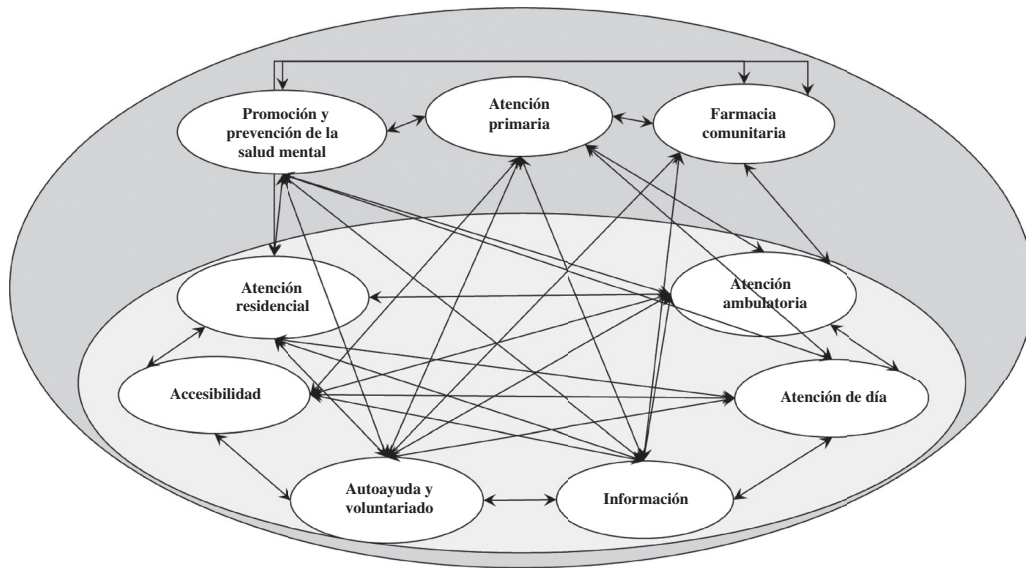 Promoción y
prevención de la
salud mental
Atención
primaria
Farmacia
comunitaria
Atención
residencial
Atención
ambulatoria
Accesibilidad
Atención de día
Autoayuda y
voluntariado
Información